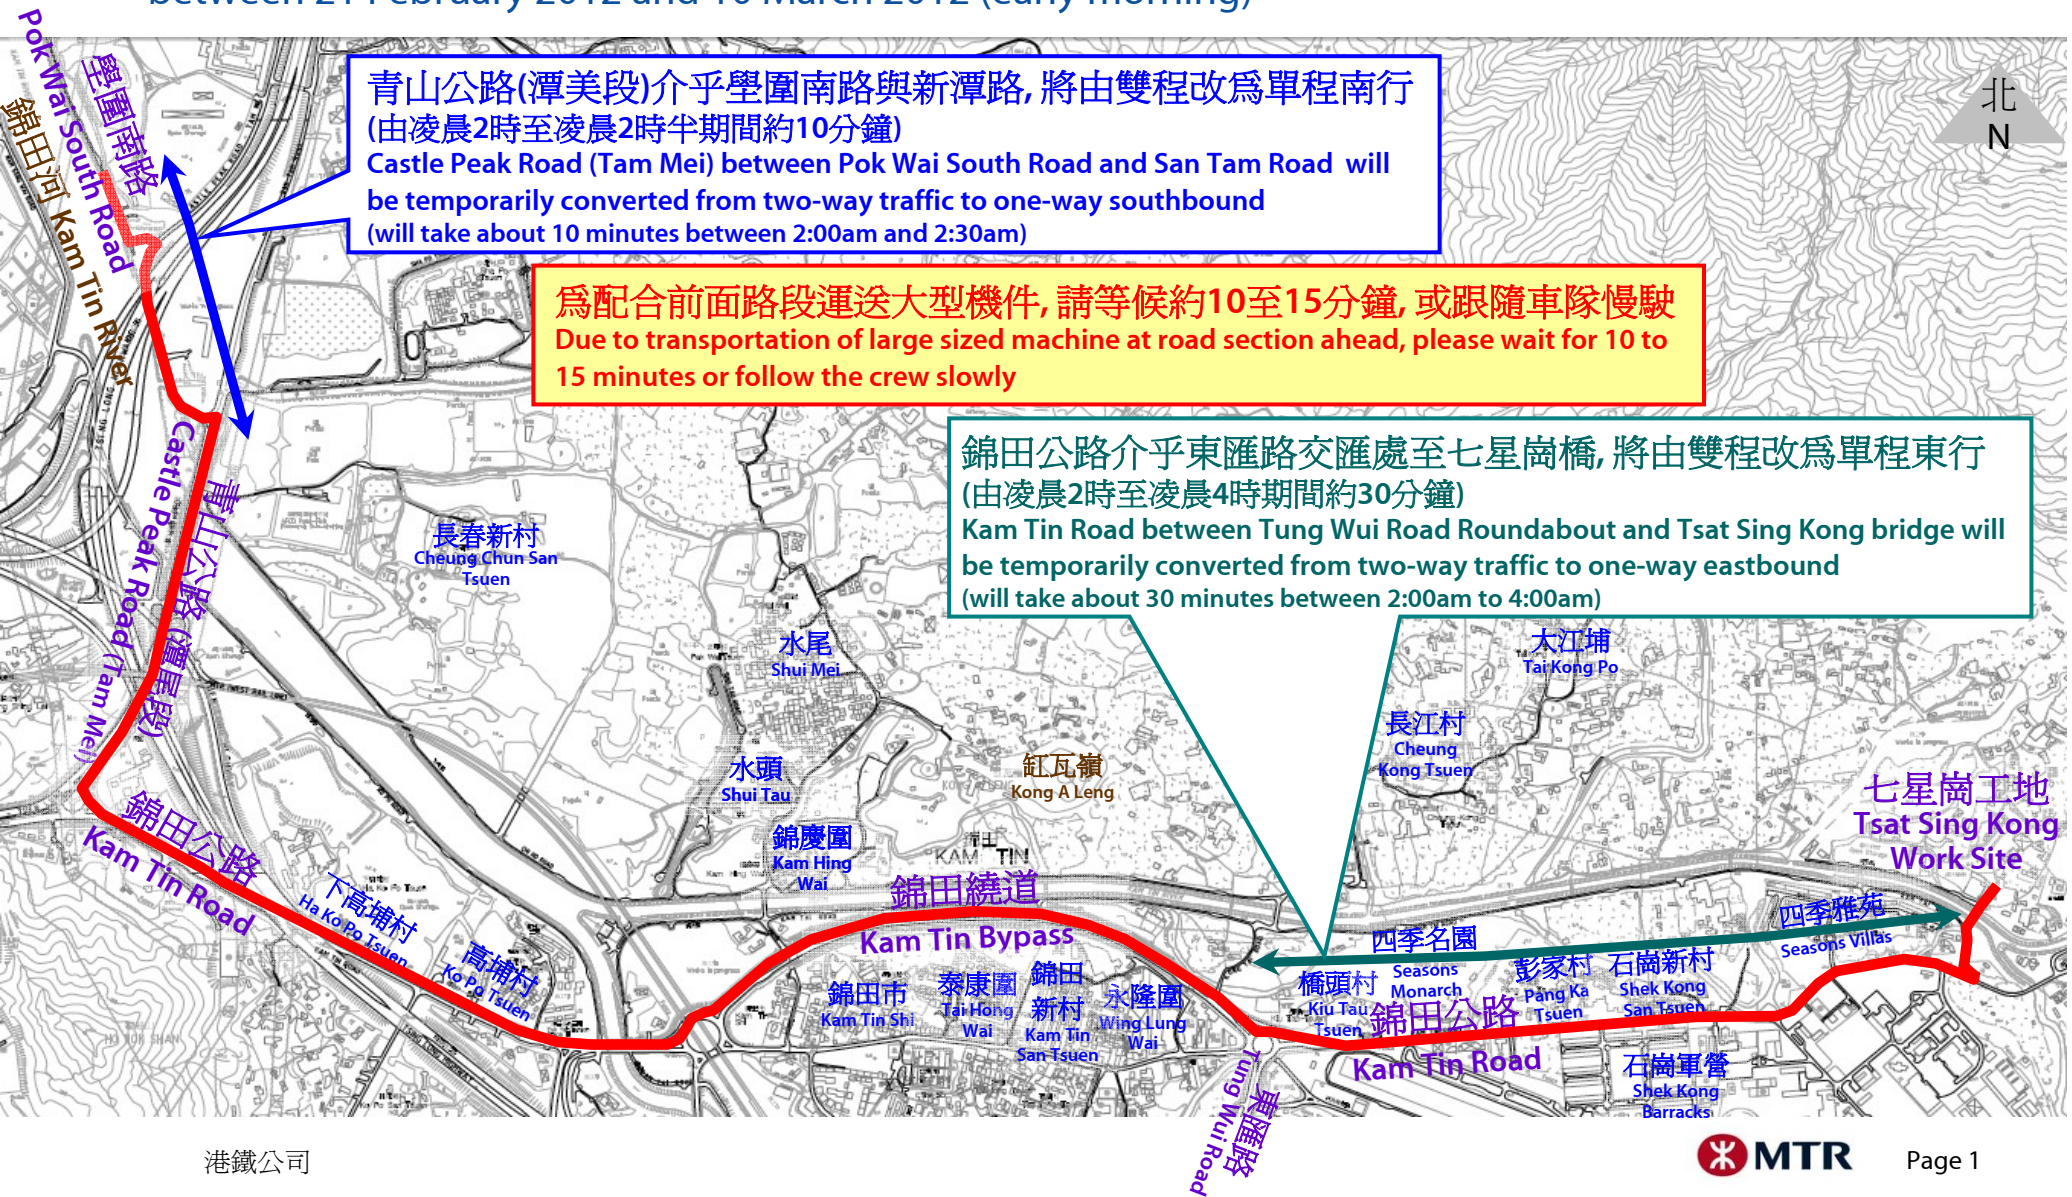 between 21 February 2012 and 16 March 2012 (early morning)
青山公路(潭美段)介乎壆圍南路與新潭路, 將由雙程改為單程南行
(由凌晨2時至凌晨2時半期間約10分鐘)
Castle Peak Road (Tam Mei) between Pok Wai South Road and San Tam Road will
be temporarily converted from two-way traffic to one-way southbound
(will take about 10 minutes between 2:00am and 2:30am)
北
N
壆圍南路
Pok Wai South Road
錦田河 Kam Tin River
為配合前面路段運送大型機件, 請等候約10至15分鐘, 或跟隨車隊慢駛
Due to transportation of large sized machine at road section ahead, please wait for 10 to
15 minutes or follow the crew slowly
錦田公路介乎東匯路交匯處至七星崗橋, 將由雙程改為單程東行
(由凌晨2時至凌晨4時期間約30分鐘)
Kam Tin Road between Tung Wui Road Roundabout and Tsat Sing Kong bridge will
be temporarily converted from two-way traffic to one-way eastbound
(will take about 30 minutes between 2:00am to 4:00am)
Castle Peak Road (Tam Mei)
青山公路(潭尾段)
長春新村
Cheung Chun San
Tsuen
水尾
Shui Mei
大江埔
Tai Kong Po
長江村
Cheung
Kong Tsuen
水頭
Shui Tau
缸瓦嶺
Kong A Leng
錦慶圍
Kam Hing
Wai
KAM TIN
七星崗工地
Tsat Sing Kong
Work Site
錦田公路
Kam Tin Road
下高埔村
Ha Ko Po Tsuen
高埔村
Ko Po Tsuen
錦田繞道
Kam Tin Bypass
錦田市
Kam Tin Shi
泰康圍
Tai Hong
Wai
錦田
新村
Kam Tin
San Tsuen
永隆圍
Wing Lung
Wai
四季名園
Seasons
Monarch
四季雅苑
Seasons Villas
橋頭村
Kiu Tau
Tsuen
彭家村
Pang Ka
Tsuen
石崗新村
Shek Kong
San Tsuen
錦田公路
Kam Tin Road
石崗軍營
Shek Kong
Barracks
東匯路
Tung Wui Road
港鐵公司
MTR
Page 1